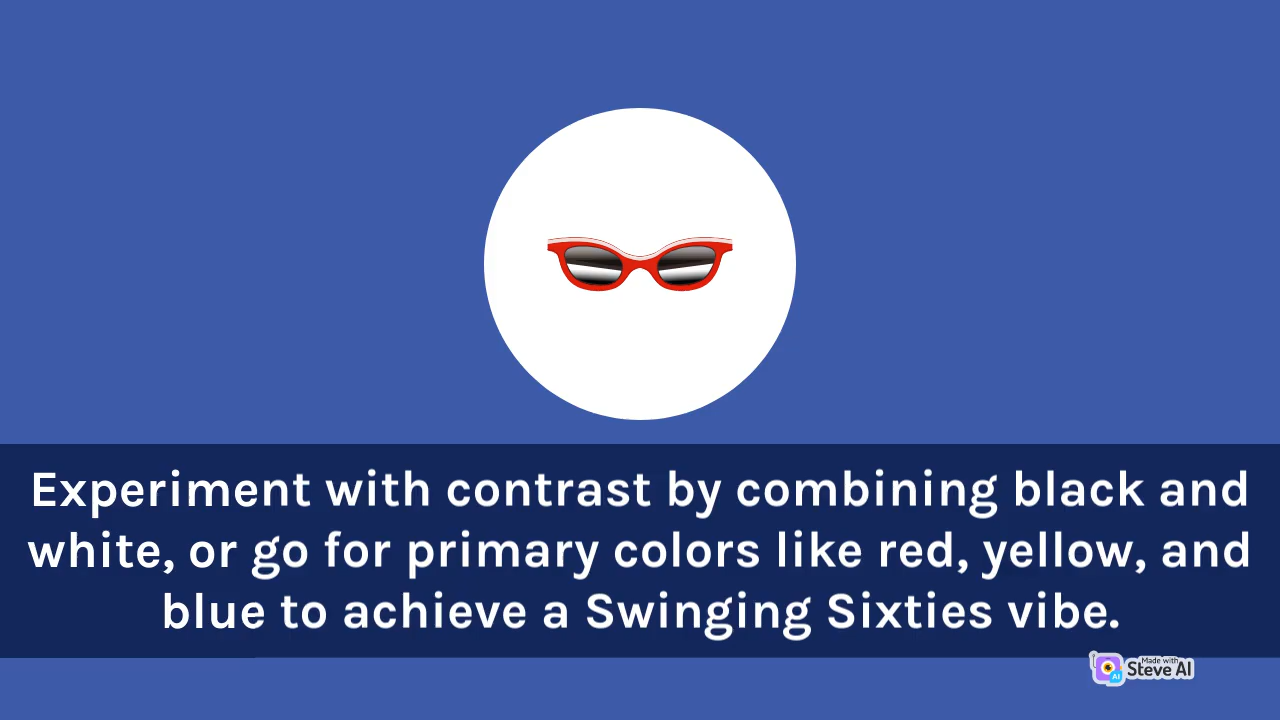 Experiment with contrast by combining black and
white, or go for primary colors like red, yellow, and
blue to achieve a Swinging Sixties vibe.
Made with
Steve AI
AI